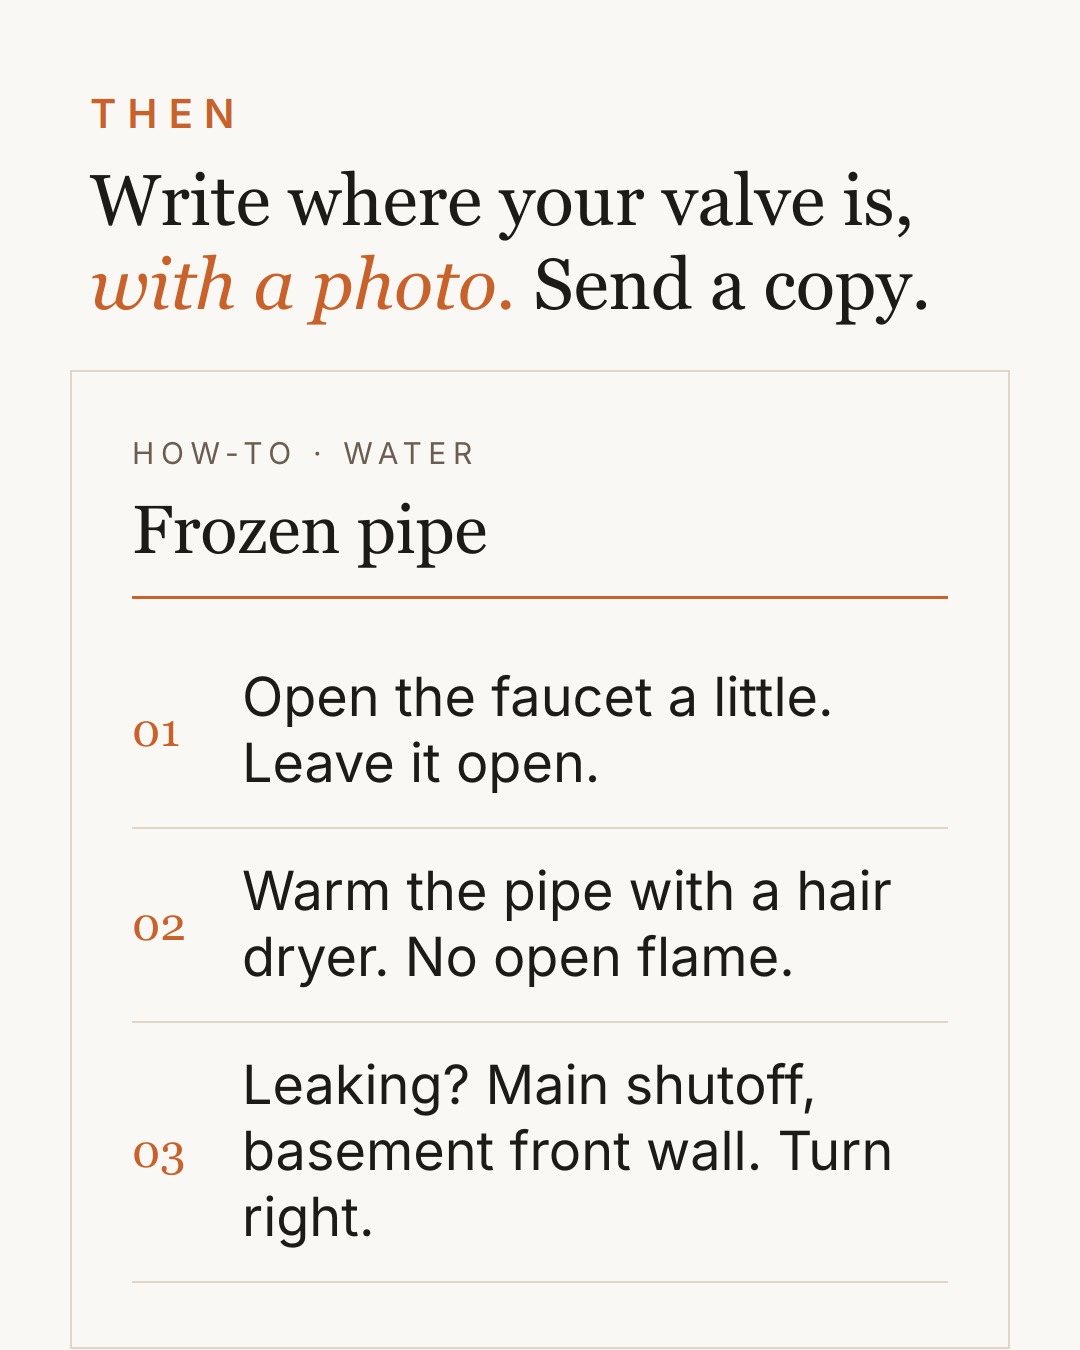 THEN
Write where your valve is,
with a photo. Send a copy.
HOW-TO · WATER
Frozen pipe
01
Open the faucet a little.
Leave it open.
02
Warm the pipe with a hair
dryer. No open flame.
03
Leaking? Main shutoff,
basement front wall. Turn
right.